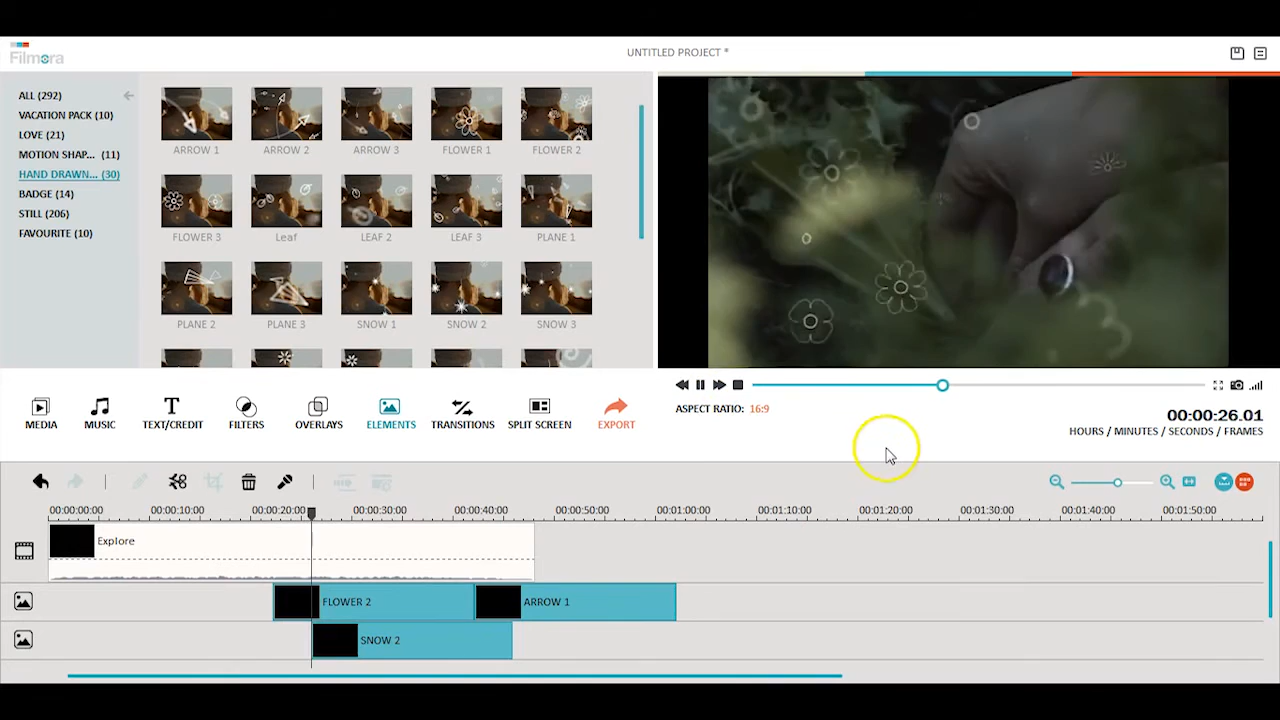 Filmora
UNTITLED PROJECT *
ALL (292)
VACATION PACK (10)
LOVE (21)
MOTION SHAP... (11)
HAND DRAWN... (30)
BADGE (14)
STILL (206)
FAVOURITE (10)
ARROW 1
ARROW 2
ARROW 3
FLOWER 1
FLOWER 2
FLOWER 3
Leaf
LEAF 2
LEAF 3
PLANE 1
PLANE 2
PLANE 3
SNOW 1
SNOW 2
SNOW 3
ASPECT RATIO: 16:9
00:00:26.01
HOURS / MINUTES / SECONDS / FRAMES
MEDIA
MUSIC
TEXT/CREDIT
FILTERS
OVERLAYS
ELEMENTS
TRANSITIONS
SPLIT SCREEN
EXPORT
00:00:00:00
00:00:10:00
00:00:20:00
00:00:30:00
00:00:40:00
00:00:50:00
00:01:00:00
00:01:10:00
00:01:20:00
00:01:30:00
00:01:40:00
00:01:50:00
Explore
FLOWER 2
ARROW 1
SNOW 2